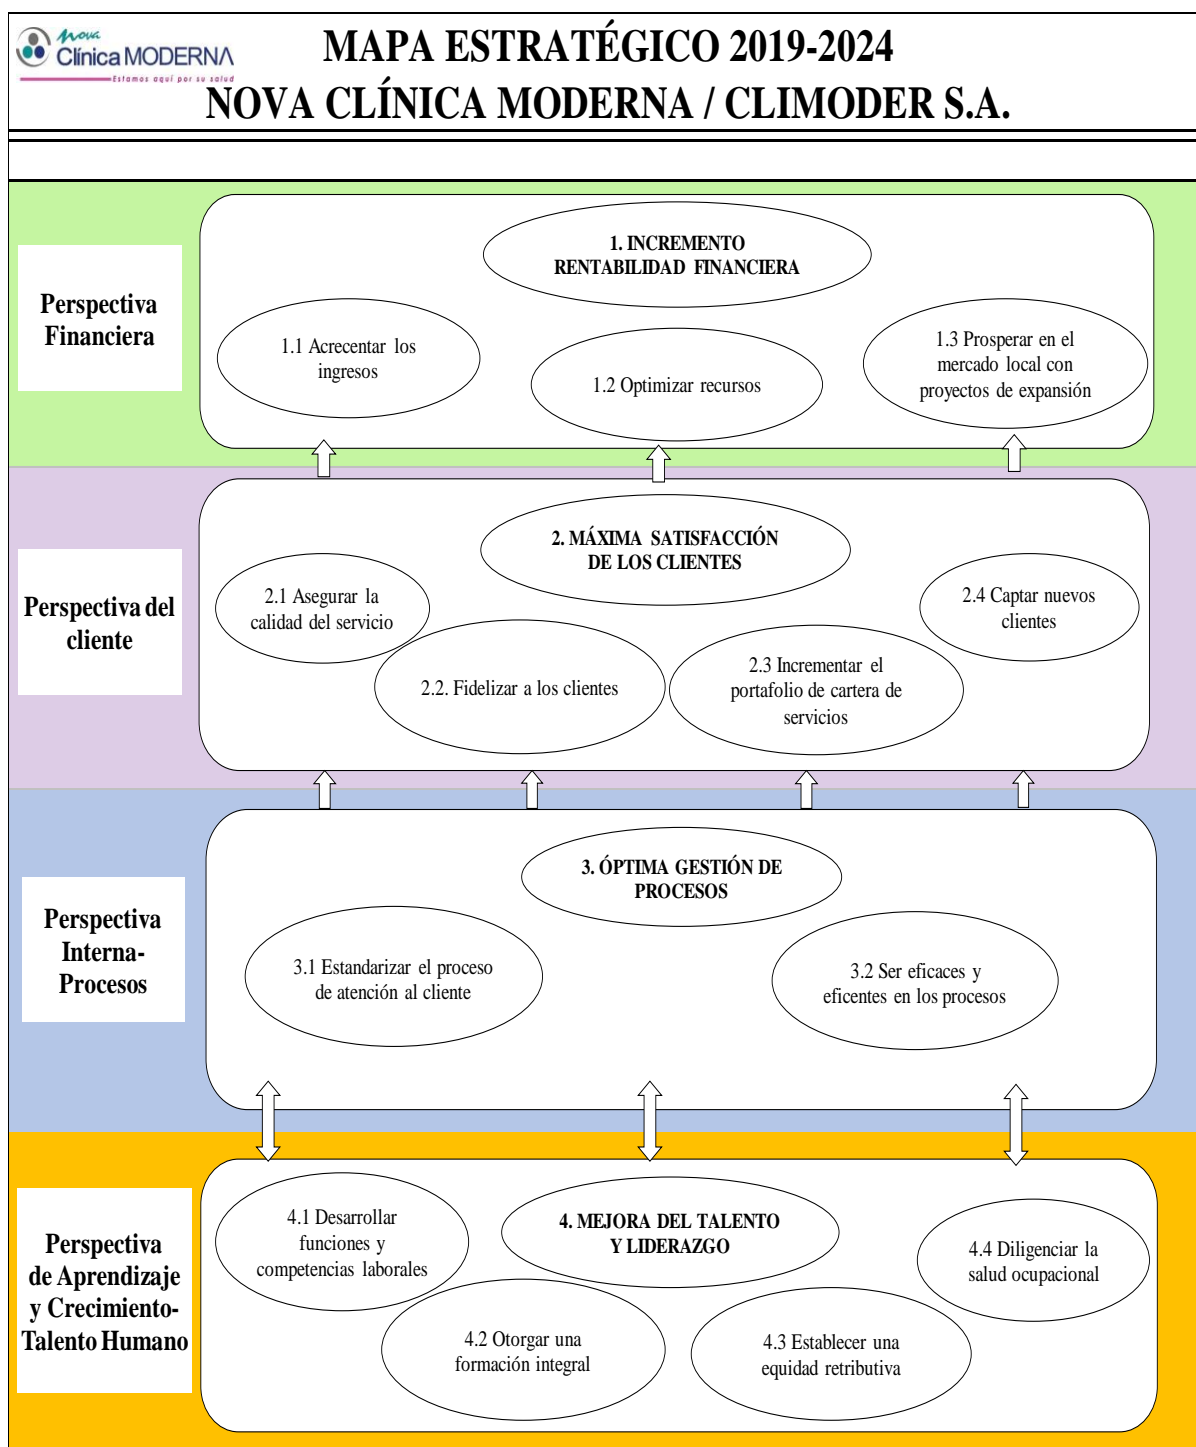 Nova
Clínica MODERNA
Estamos aquí por su salud
MAPA ESTRATÉGICO 2019-2024
NOVA CLÍNICA MODERNA / CLIMODER S.A.
Perspectiva
Financiera
1. INCREMENTO
RENTABILIDAD FINANCIERA
1.1 Acrecentar los
ingresos
1.2 Optimizar recursos
1.3 Prosperar en el
mercado local con
proyectos de expansión
Perspectiva del
cliente
2. MÁXIMA SATISFACCIÓN
DE LOS CLIENTES
2.1 Asegurar la
calidad del servicio
2.2. Fidelizar a los clientes
2.3 Incrementar el
portafolio de cartera de
servicios
2.4 Captar nuevos
clientes
Perspectiva
Interna-
Procesos
3. ÓPTIMA GESTIÓN DE
PROCESOS
3.1 Estandarizar el proceso
de atención al cliente
3.2 Ser eficaces y
eficentes en los procesos
Perspectiva
de Aprendizaje
y Crecimiento-
Talento Humano
4.1 Desarrollar
funciones y
competencias laborales
4. MEJORA DEL TALENTO
Y LIDERAZGO
4.2 Otorgar una
formación integral
4.3 Establecer una
equidad retributiva
4.4 Diligenciar la
salud ocupacional